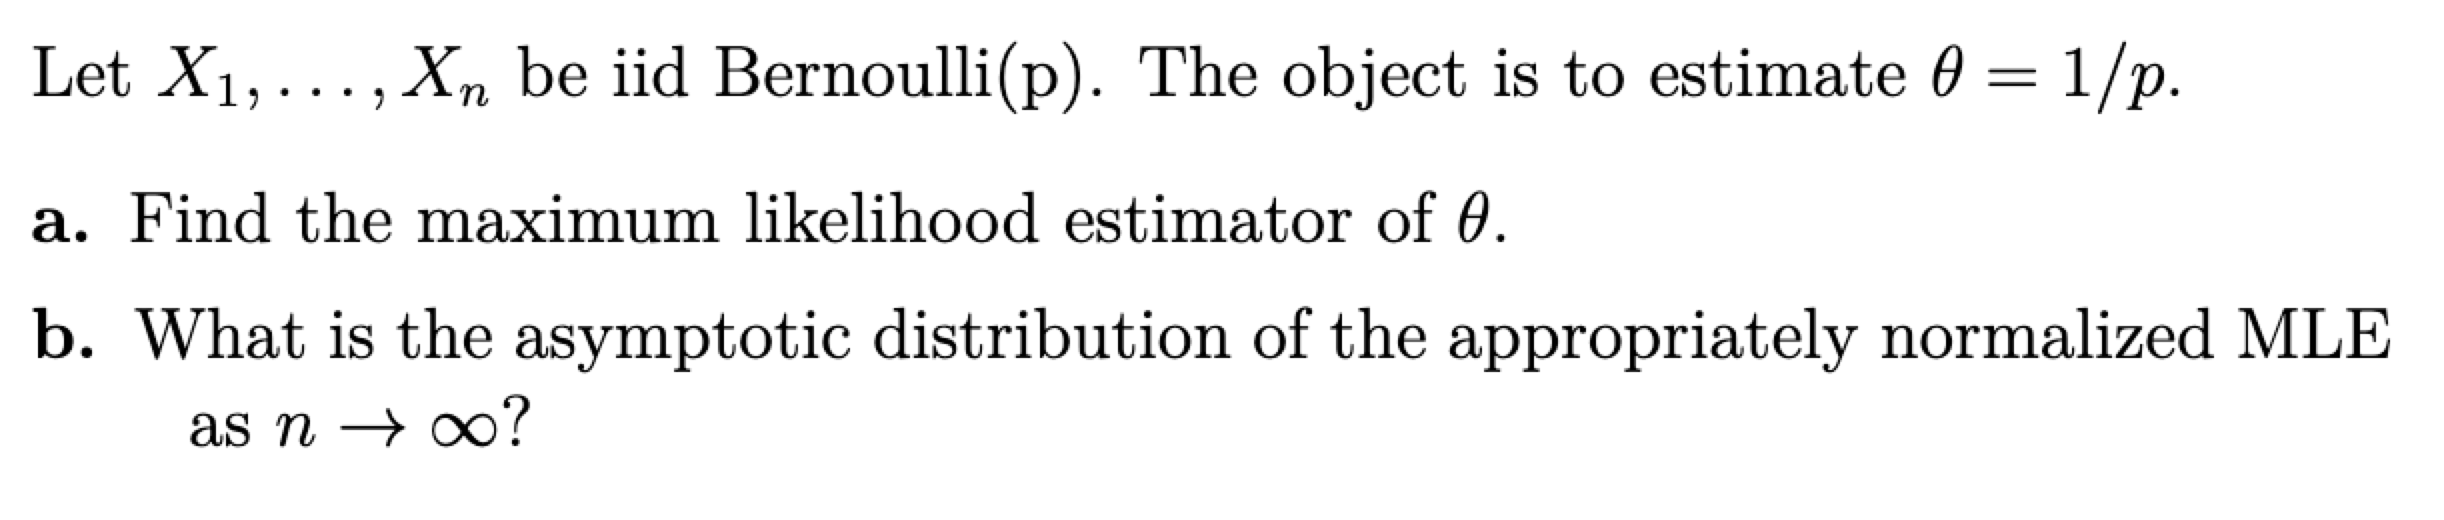 Let X₁, . . . , Xₙ be iid Bernoulli(p). The object is to estimate θ = 1/p.
a. Find the maximum likelihood estimator of θ.
b. What is the asymptotic distribution of the appropriately normalized MLE
as n → ∞?